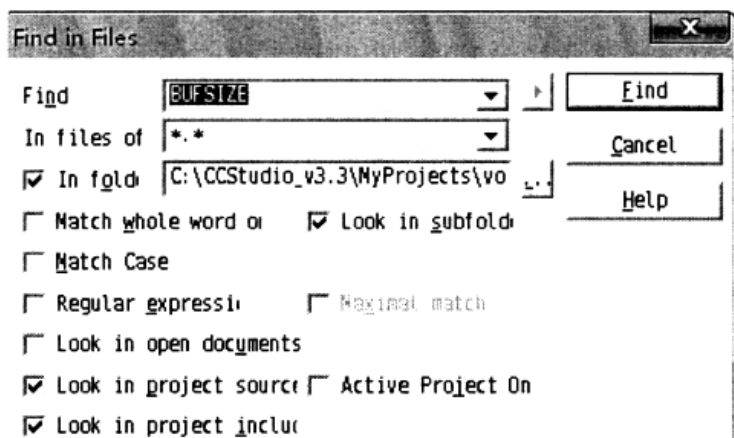 Find in Files
Find BUFSIZE Find
In files of *.* Cancel
In fold C:\CCStudio_v3.3\MyProjects\vo ... Help
Match whole word or Look in subfold
Match Case
Regular expressi Maximal match
Look in open documents
Look in project source Active Project On
Look in project inclu